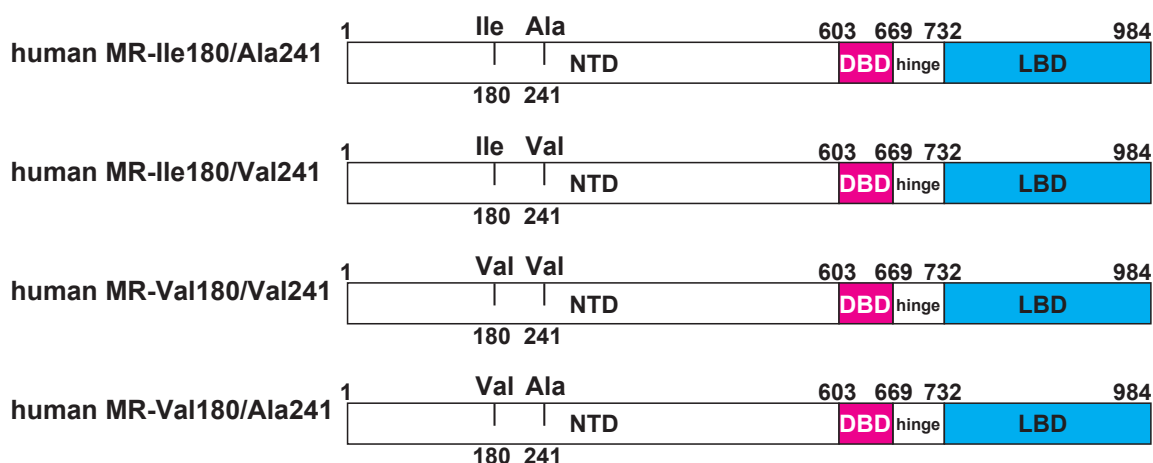 Ile Ala
1 603 669 732 984
human MR-Ile180/Ala241
NTD DBD hinge LBD
180 241
Ile Val
1 603 669 732 984
human MR-Ile180/Val241
NTD DBD hinge LBD
180 241
Val Val
1 603 669 732 984
human MR-Val180/Val241
NTD DBD hinge LBD
180 241
Val Ala
1 603 669 732 984
human MR-Val180/Ala241
NTD DBD hinge LBD
180 241